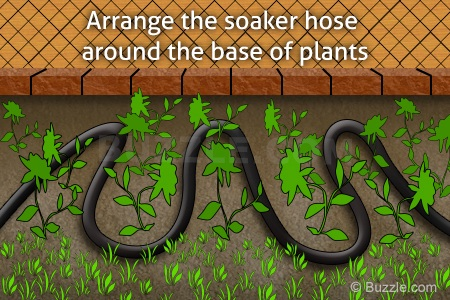 Arrange the soaker hose
around the base of plants
© Buzzle.com